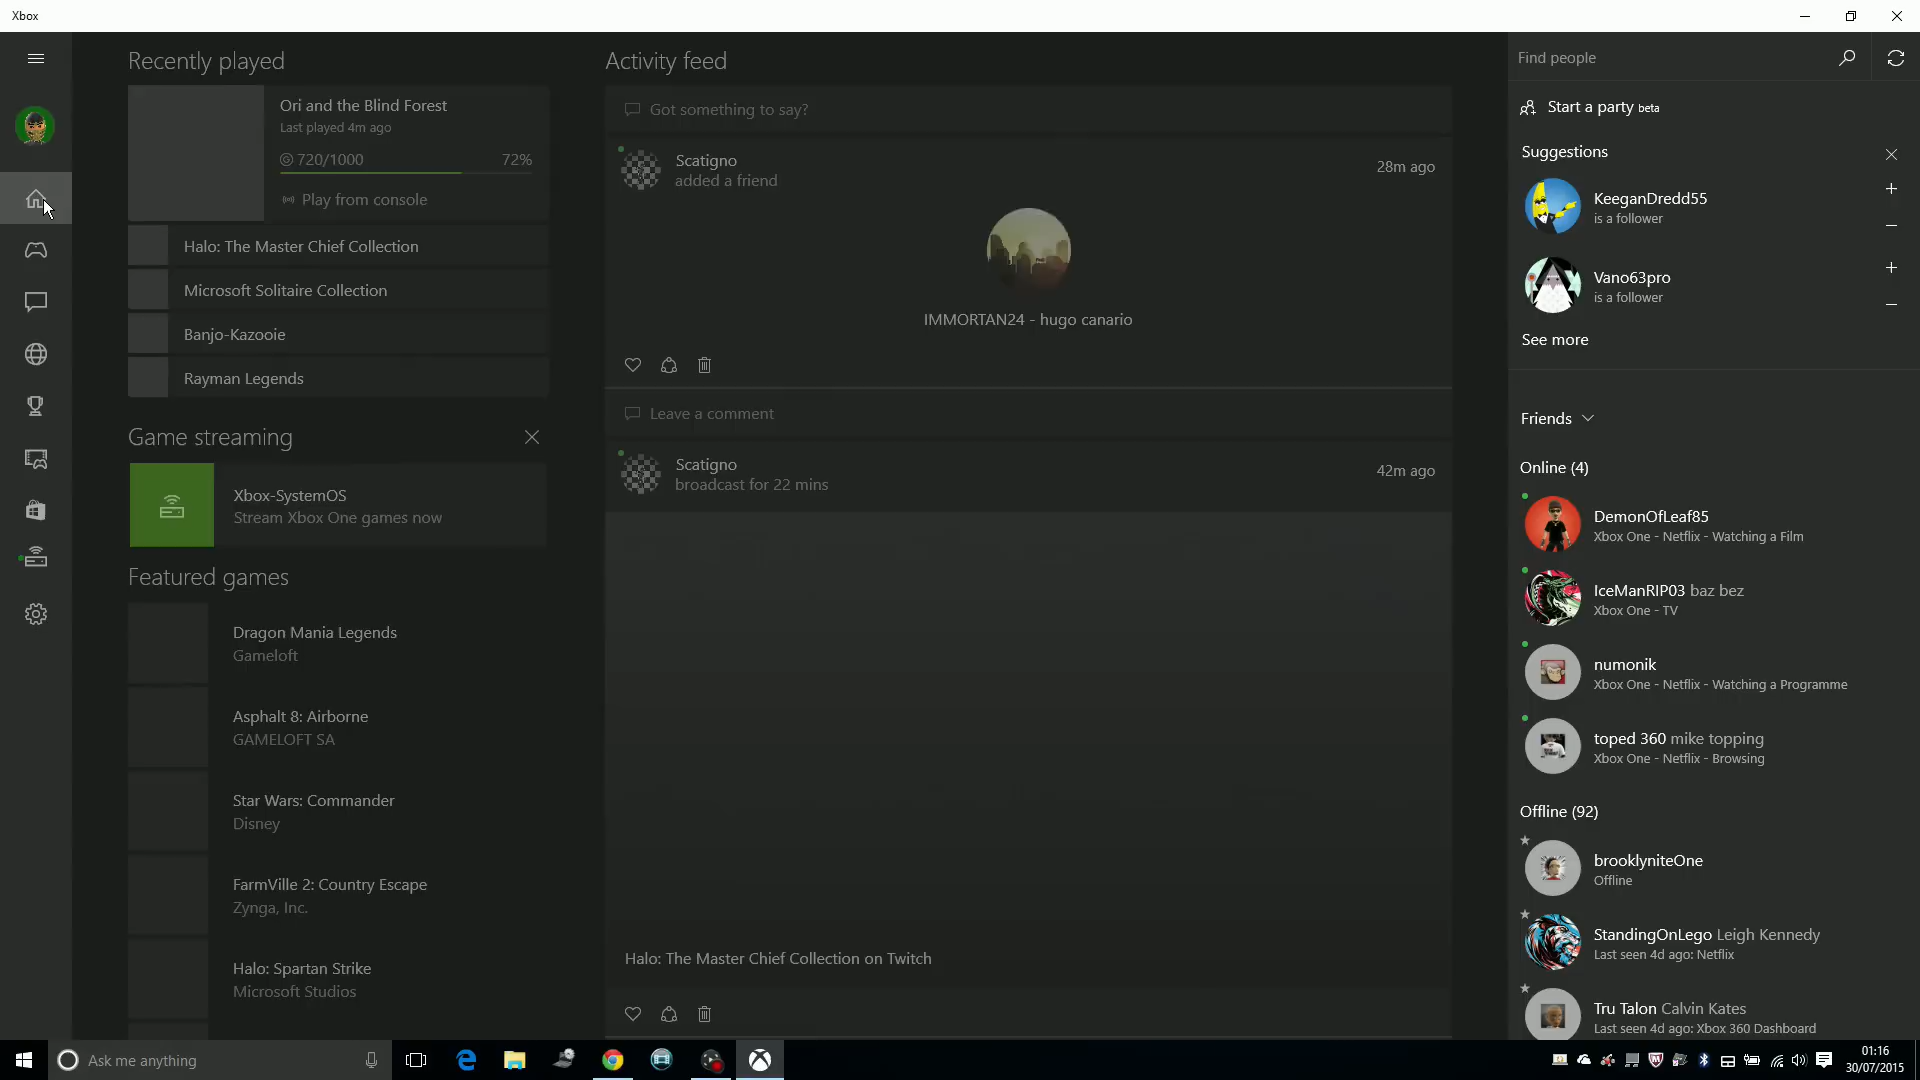 Xbox
Recently played
Ori and the Blind Forest
Last played 4m ago
720/1000
72%
Play from console
Halo: The Master Chief Collection
Microsoft Solitaire Collection
Banjo-Kazooie
Rayman Legends
Game streaming
Xbox-SystemOS
Stream Xbox One games now
Featured games
Dragon Mania Legends
Gameloft
Asphalt 8: Airborne
GAMELOFT SA
Star Wars: Commander
Disney
FarmVille 2: Country Escape
Zynga, Inc.
Halo: Spartan Strike
Microsoft Studios
Activity feed
Got something to say?
Scatigno
28m ago
added a friend
IMMORTAN24 - hugo canario
Leave a comment
Scatigno
42m ago
broadcast for 22 mins
Halo: The Master Chief Collection on Twitch
Find people
Start a party beta
Suggestions
KeeganDredd55
is a follower
Vano63pro
is a follower
See more
Friends
Online (4)
DemonOfLeaf85
Xbox One - Netflix - Watching a Film
IceManRIP03 baz bez
Xbox One - TV
numonik
Xbox One - Netflix - Watching a Programme
toped 360 mike topping
Xbox One - Netflix - Browsing
Offline (92)
brooklyniteOne
Offline
StandingOnLego Leigh Kennedy
Last seen 4d ago: Netflix
Tru Talon Calvin Kates
Last seen 4d ago: Xbox 360 Dashboard
Ask me anything
01:16
30/07/2015